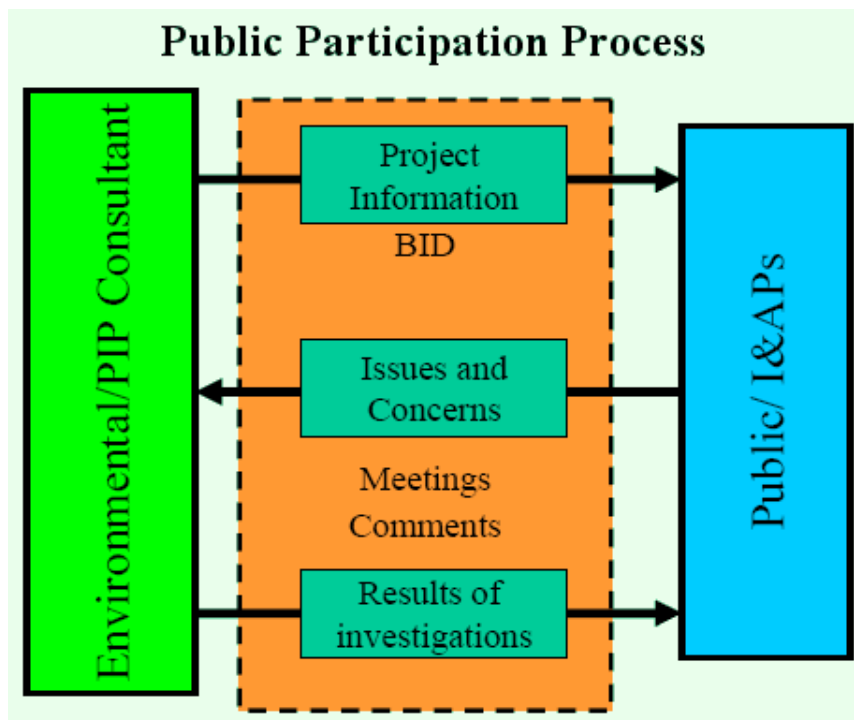 Public Participation Process
Environmental/PIP Consultant
Project
Information
BID
Issues and
Concerns
Meetings
Comments
Results of
investigations
Public/ I&APs